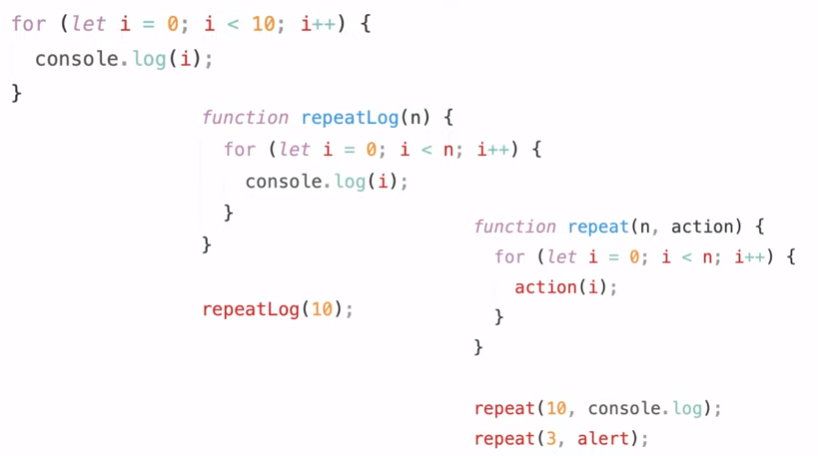 for (let i = 0; i < 10; i++) {
  console.log(i);
}
function repeatLog(n) {
  for (let i = 0; i < n; i++) {
    console.log(i);
  }
}
repeatLog(10);
function repeat(n, action) {
  for (let i = 0; i < n; i++) {
    action(i);
  }
}
repeat(10, console.log);
repeat(3, alert);